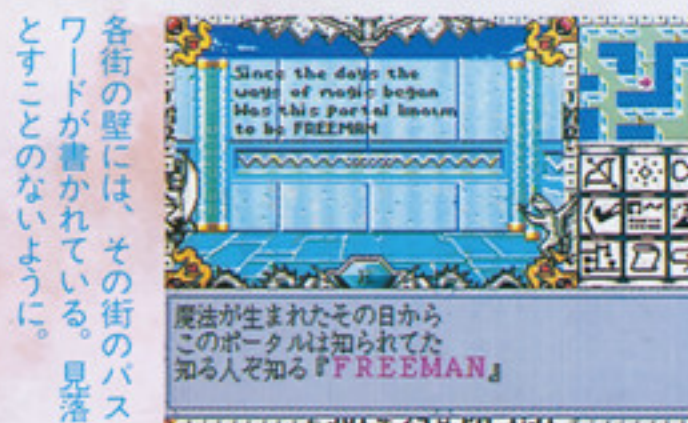 各街の壁には、その街のパス
ワードが書かれている。見落
とすことのないように。
Since the days the
ways of magic began
Was this portal known
to be FREEMAN
魔法が生まれたその日から
このポータルは知られてた
知る人ぞ知る『FREEMAN』